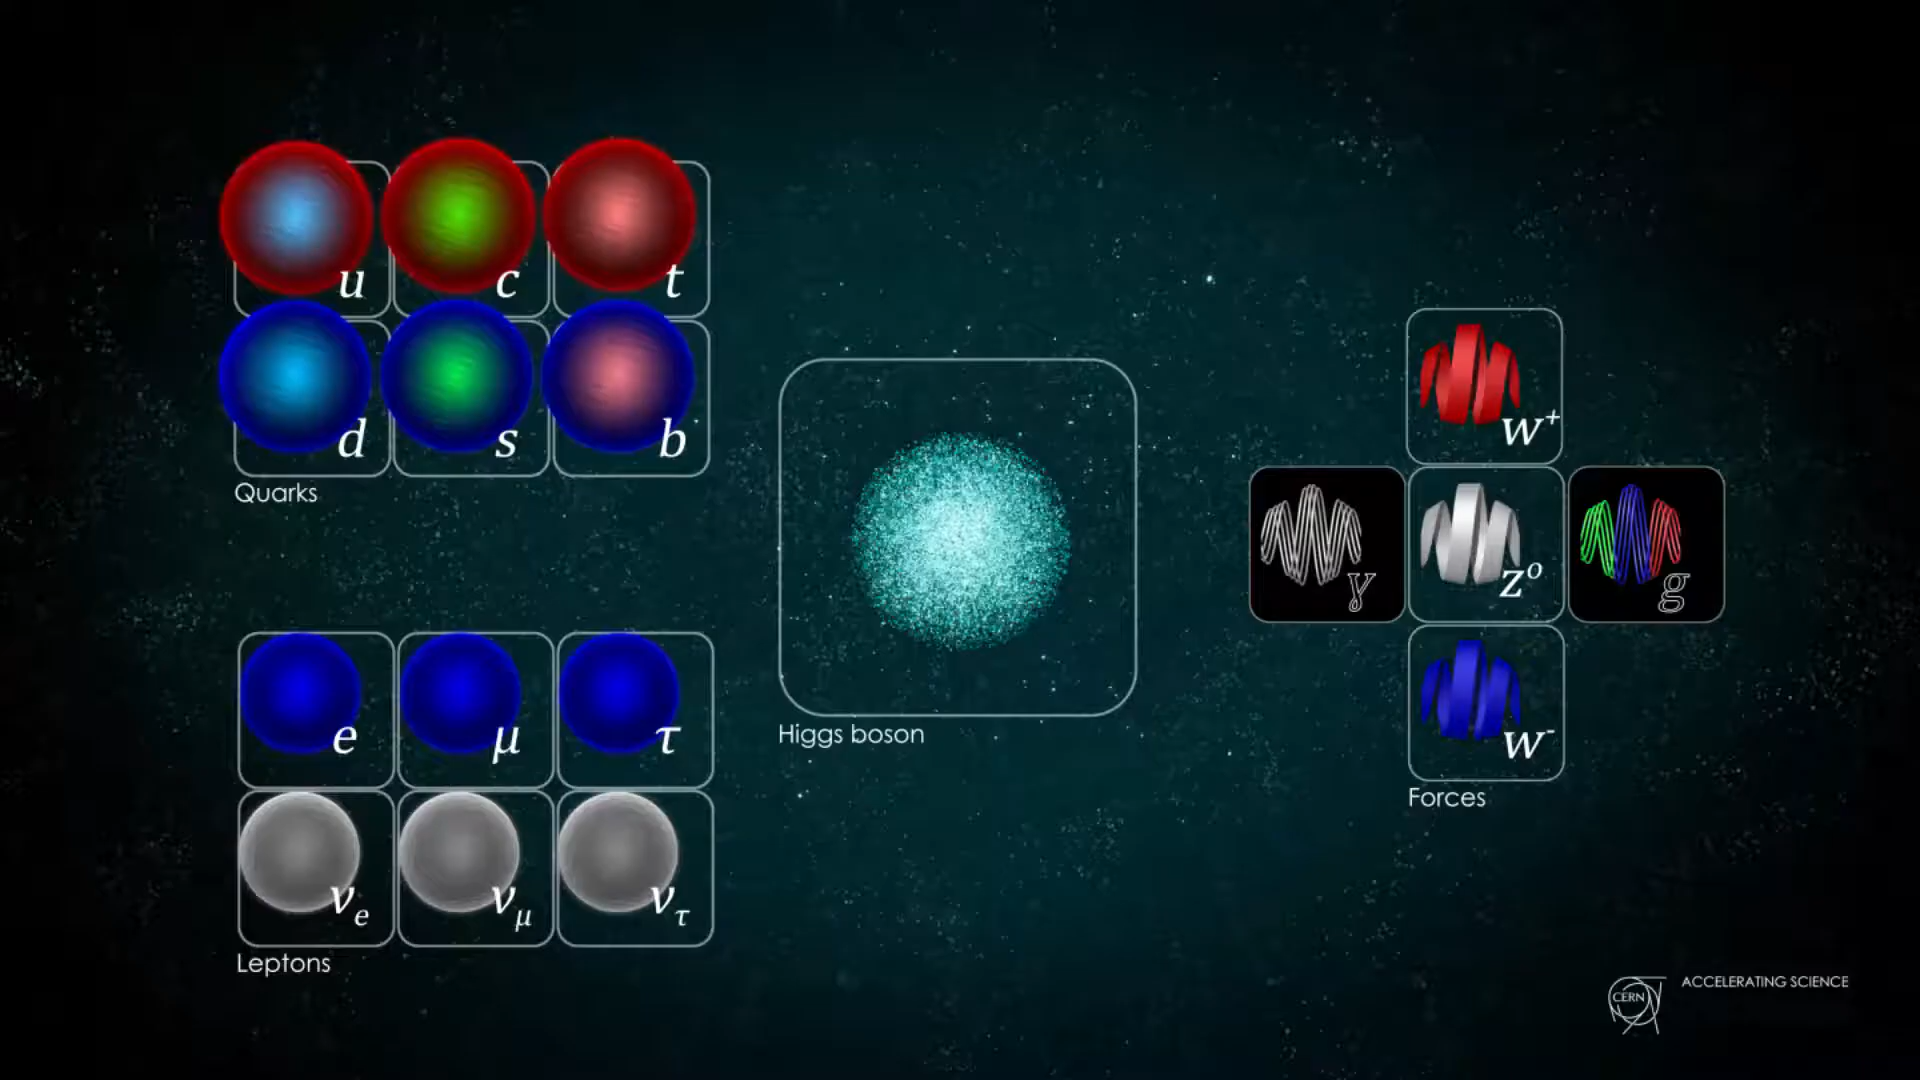 u c t
d s b
Quarks
e μ τ
νe νμ ντ
Leptons
Higgs boson
W+
γ Z0 g
W-
Forces
CERN
ACCELERATING SCIENCE